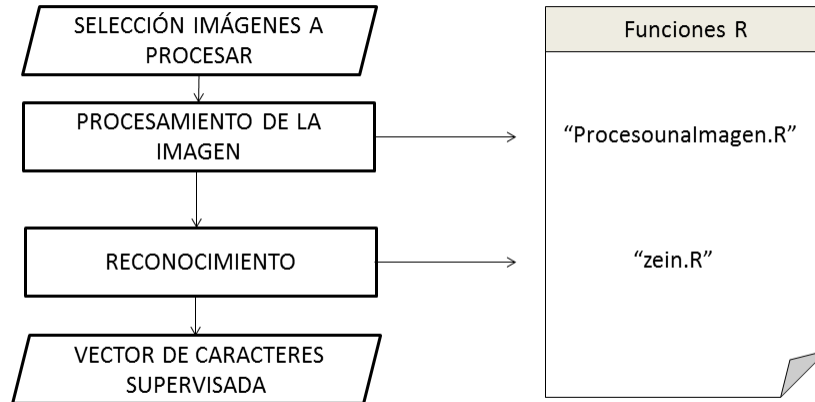 SELECCIÓN IMÁGENES A
PROCESAR
PROCESAMIENTO DE LA
IMAGEN
RECONOCIMIENTO
VECTOR DE CARACTERES
SUPERVISADA
Funciones R
“ProcesounaImagen.R”
“zein.R”